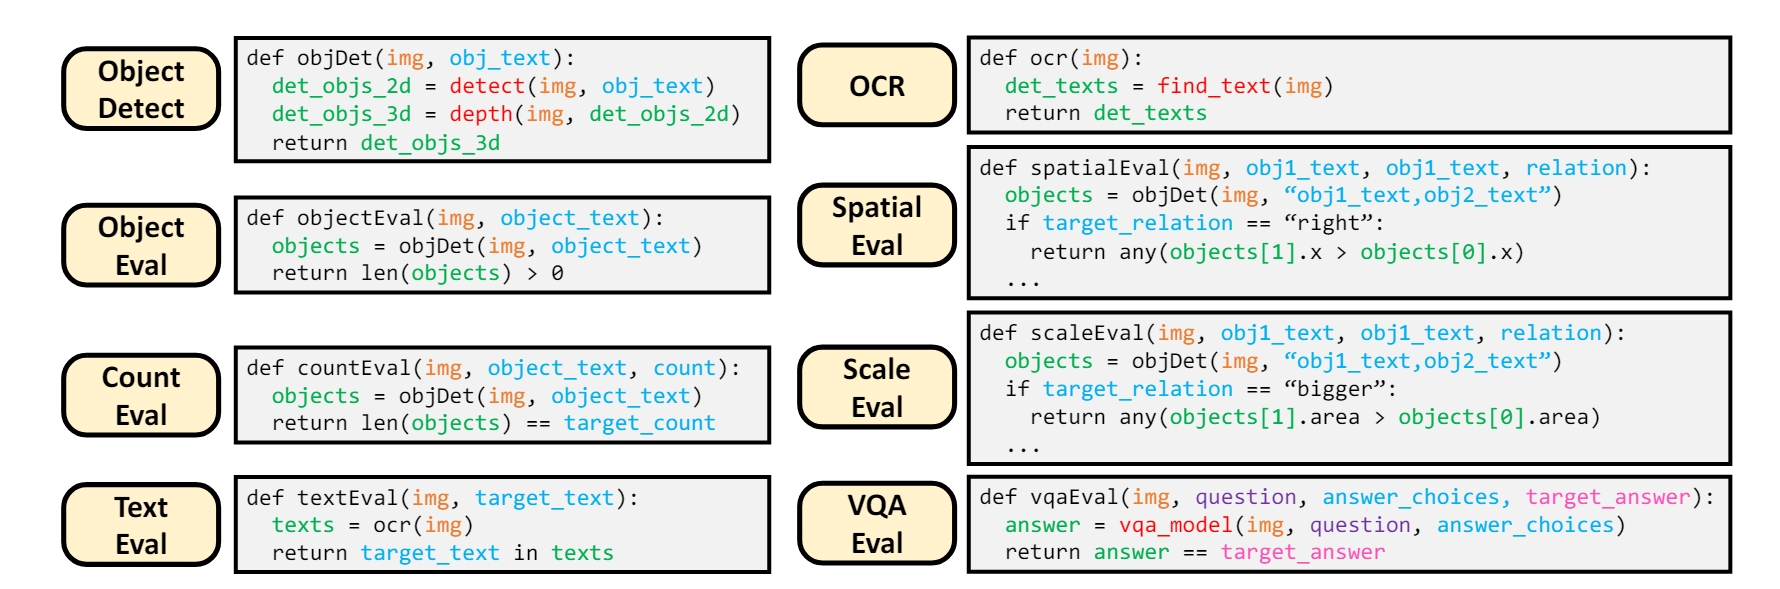 Object
Detect
def objDet(img, obj_text):
det_objs_2d = detect(img, obj_text)
det_objs_3d = depth(img, det_objs_2d)
return det_objs_3d
Object
Eval
def objectEval(img, object_text):
objects = objDet(img, object_text)
return len(objects) > 0
Count
Eval
def countEval(img, object_text, count):
objects = objDet(img, object_text)
return len(objects) == target_count
Text
Eval
def textEval(img, target_text):
texts = ocr(img)
return target_text in texts
OCR
def ocr(img):
det_texts = find_text(img)
return det_texts
Spatial
Eval
def spatialEval(img, obj1_text, obj1_text, relation):
objects = objDet(img, “obj1_text,obj2_text”)
if target_relation == “right”:
return any(objects[1].x > objects[0].x)
...
Scale
Eval
def scaleEval(img, obj1_text, obj1_text, relation):
objects = objDet(img, “obj1_text,obj2_text”)
if target_relation == “bigger”:
return any(objects[1].area > objects[0].area)
...
VQA
Eval
def vqaEval(img, question, answer_choices, target_answer):
answer = vqa_model(img, question, answer_choices)
return answer == target_answer